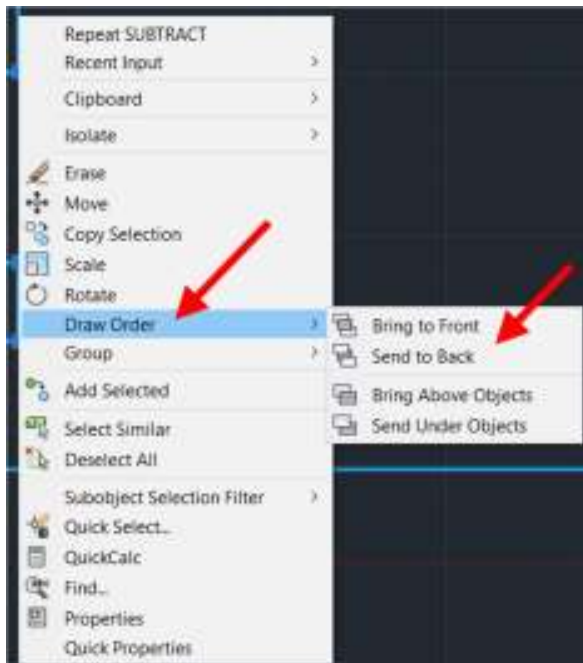 Repeat SUBTRACT
Recent Input
Clipboard
Isolate
Erase
Move
Copy Selection
Scale
Rotate
Draw Order
Group
Add Selected
Select Similar
Deselect All
Subobject Selection Filter
Quick Select...
QuickCalc
Find...
Properties
Quick Properties
Bring to Front
Send to Back
Bring Above Objects
Send Under Objects